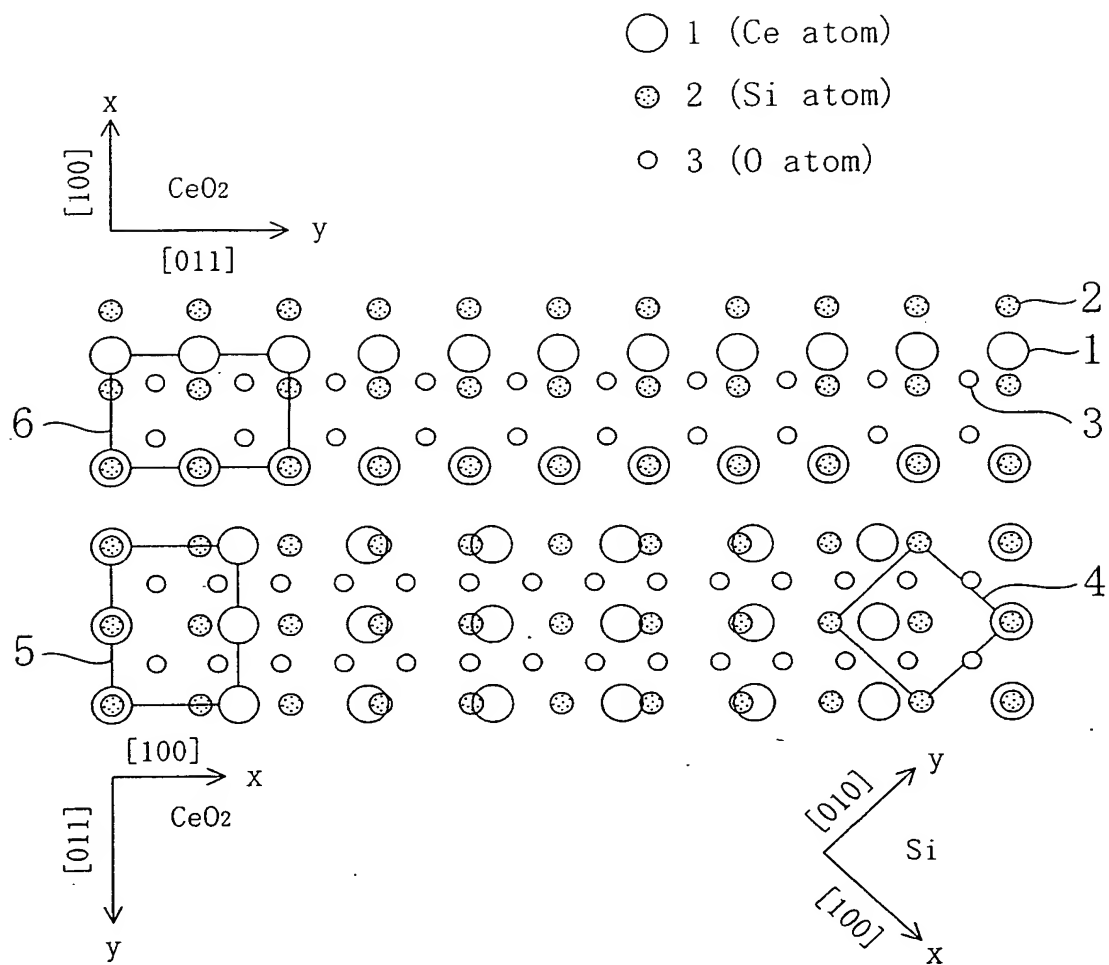 1 (Ce atom)
2 (Si atom)
3 (O atom)
x
[100]
CeO2
y
[011]
2
1
6
3
4
5
[100]
x
CeO2
[011]
y
y
[010]
Si
[100]
x